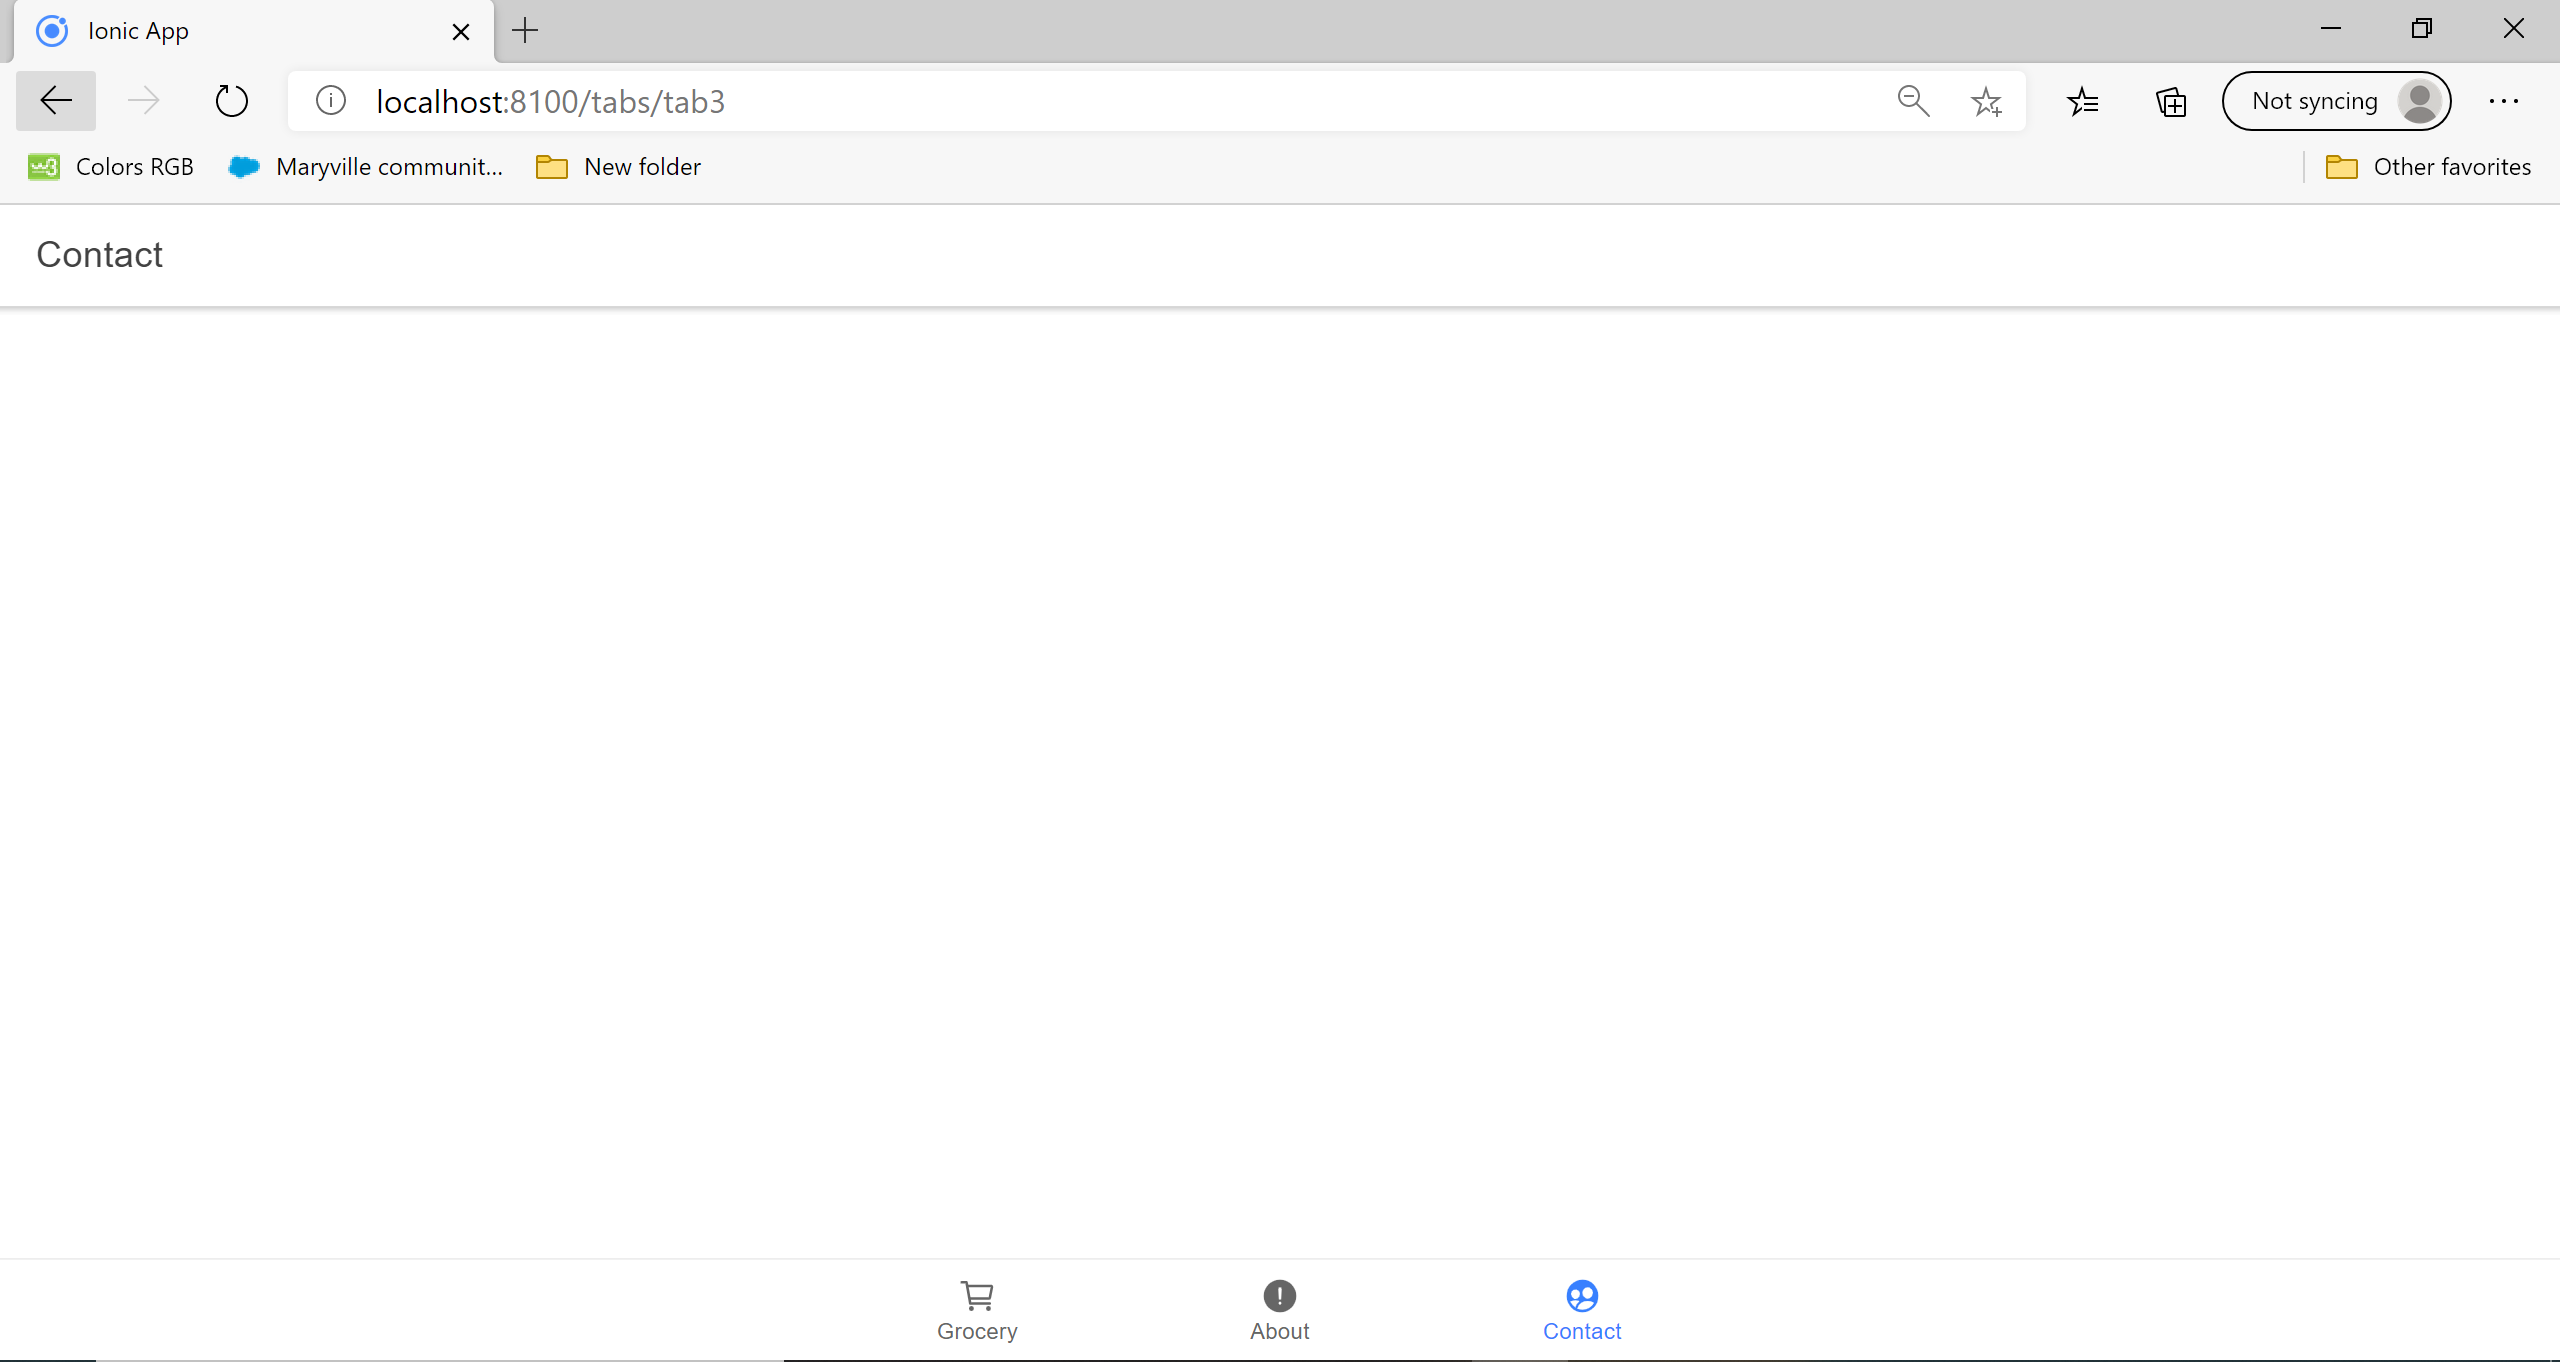 Ionic App
localhost:8100/tabs/tab3
Not syncing
Colors RGB
Maryville communit...
New folder
Other favorites
Contact
Grocery
About
Contact